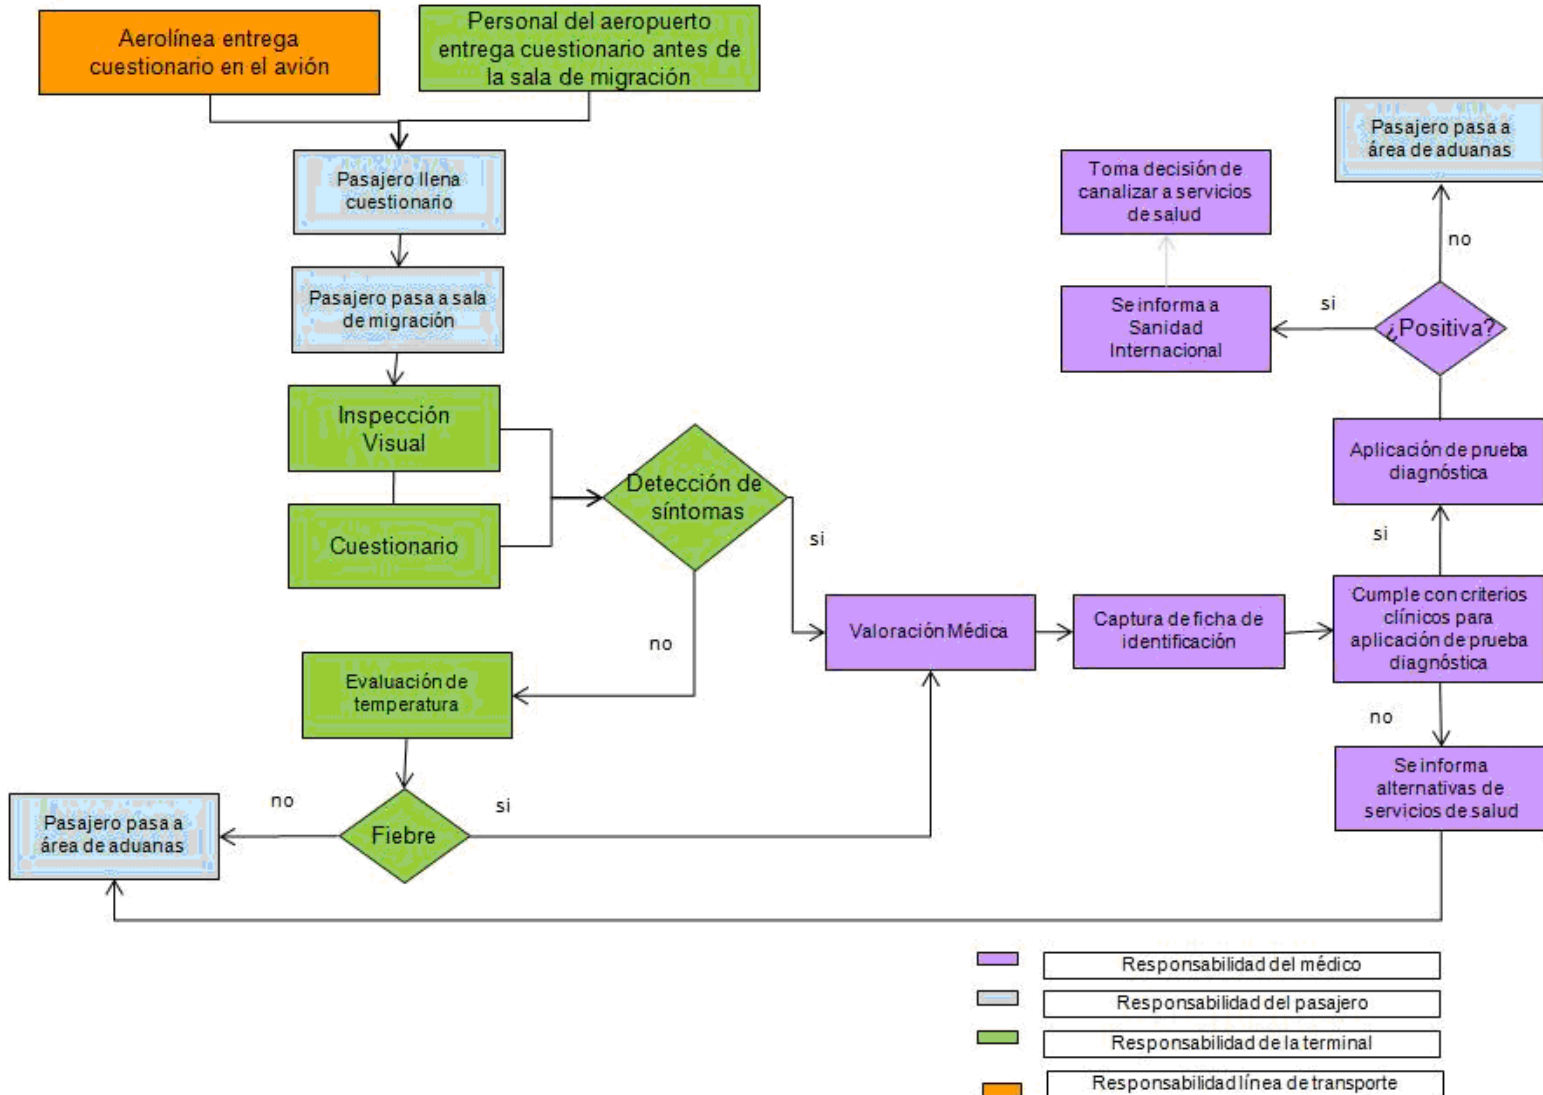 Aerolínea entrega
cuestionario en el avión
Personal del aeropuerto
entrega cuestionario antes de
la sala de migración
Pasajero llena
cuestionario
Pasajero pasa a sala
de migración
Inspección
Visual
Cuestionario
Detección de
síntomas
si
no
Evaluación de
temperatura
Fiebre
no
si
Pasajero pasa a
área de aduanas
Valoración Médica
Captura de ficha de
identificación
Cumple con criterios
clínicos para
aplicación de prueba
diagnóstica
si
no
Aplicación de prueba
diagnóstica
¿Positiva?
si
no
Se informa a
Sanidad
Internacional
Toma decisión de
canalizar a servicios
de salud
Pasajero pasa a
área de aduanas
Se informa
alternativas de
servicios de salud
Responsabilidad del médico
Responsabilidad del pasajero
Responsabilidad de la terminal
Responsabilidad línea de transporte